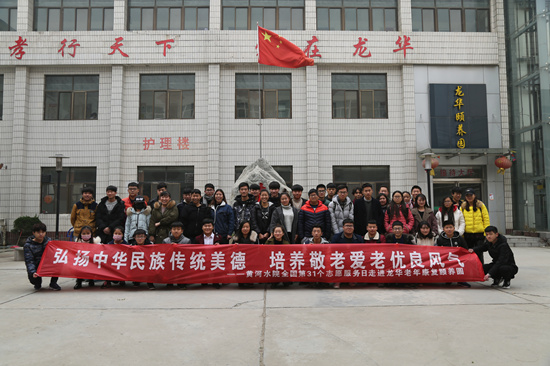 孝行天下 在龙华
龙华颐养园
护理楼
弘扬中华民族传统美德 培养敬老爱老优良风气
——黄河水院全国第31个志愿服务日走进龙华老年康复颐养园